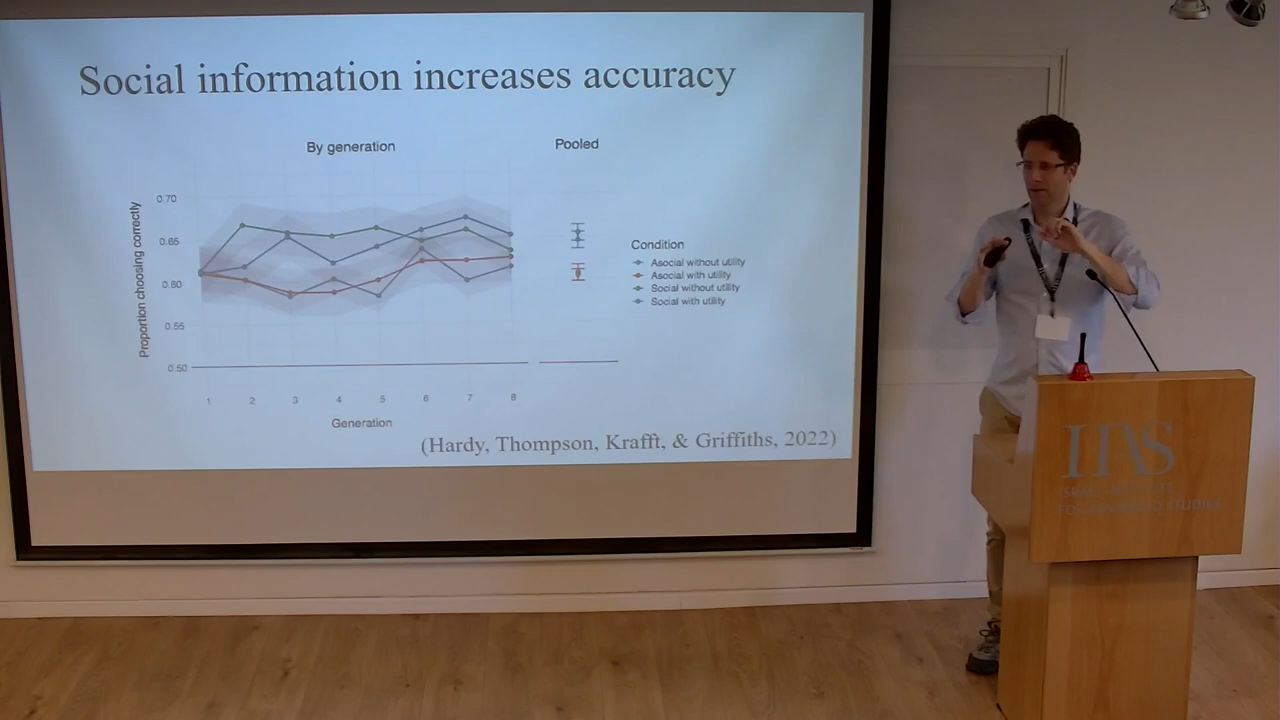 Social information increases accuracy
By generation
Pooled
Proportion choosing correctly
0.70
0.65
0.60
0.55
0.50
1 2 3 4 5 6 7 8
Generation
Condition
Asocial without utility
Asocial with utility
Social without utility
Social with utility
(Hardy, Thompson, Krafft, & Griffiths, 2022)
IIAS